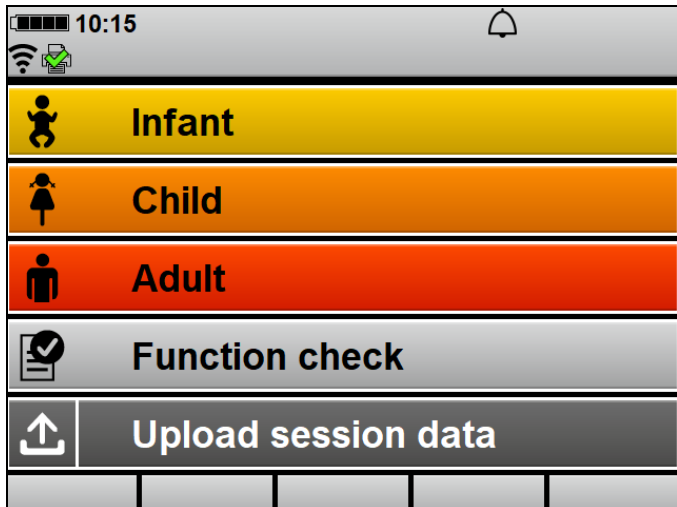 10:15
Infant
Child
Adult
Function check
Upload session data